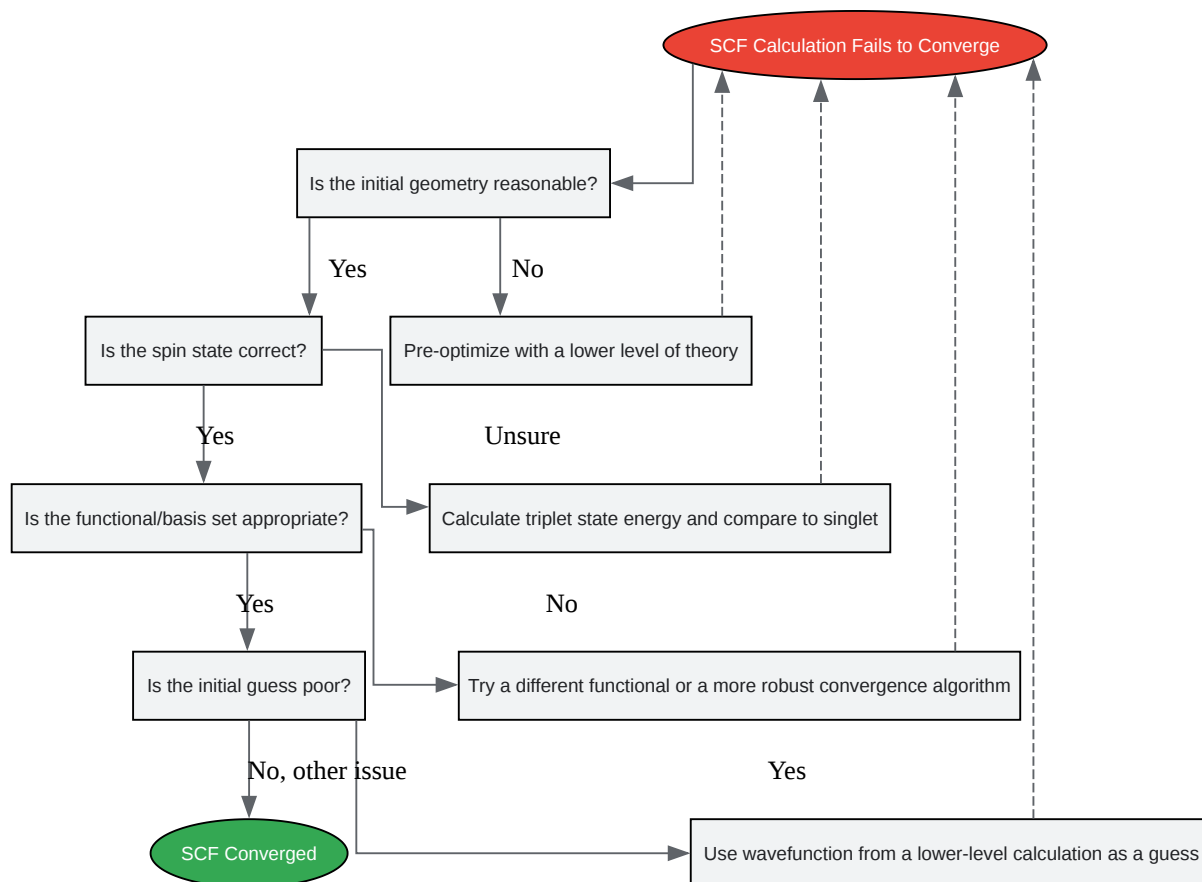 SCF Calculation Fails to Converge
Is the initial geometry reasonable?
Yes
No
Is the spin state correct?
Pre-optimize with a lower level of theory
Yes
Unsure
Is the functional/basis set appropriate?
Calculate triplet state energy and compare to singlet
Yes
No
Is the initial guess poor?
Try a different functional or a more robust convergence algorithm
No, other issue
Yes
SCF Converged
Use wavefunction from a lower-level calculation as a guess